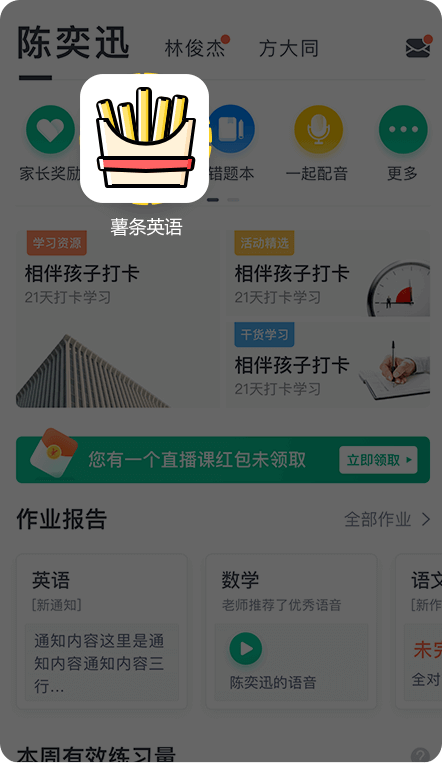 陈奕迅 林俊杰 方大同
家长奖励 错题本 一起配音 更多
薯条英语
学习资源
相伴孩子打卡
21天打卡学习
活动精选
相伴孩子打卡
21天打卡学习
干货学习
相伴孩子打卡
21天打卡学习
您有一个直播课红包未领取 立即领取
作业报告 全部作业
英语
[新通知]
通知内容这里是通
知内容通知内容三
行...
数学
老师推荐了优秀语音
陈奕迅的语音
语文
[新作
未完
全对
本周有效练习量